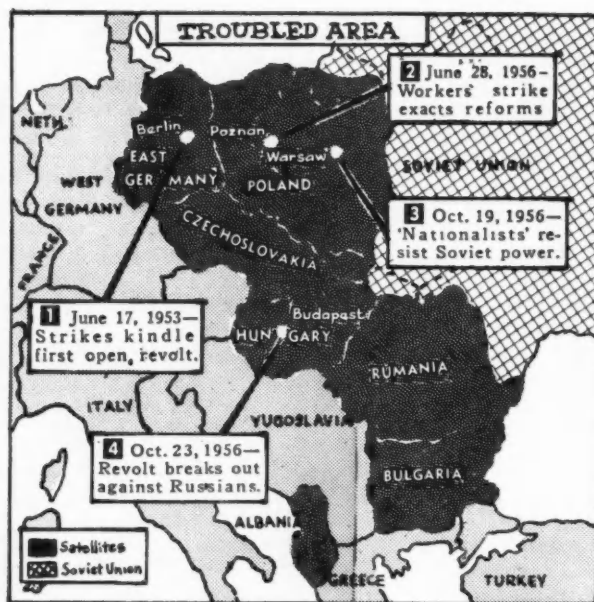 TROUBLED AREA
2 June 28, 1956—
Workers' strike
exacts reforms
NETH.
Berlin
Poznan
Warsaw
SOVIET UNION
EAST
GERMANY
WEST
GERMANY
POLAND
3 Oct. 19, 1956—
'Nationalists' re-
sist Soviet power.
CZECHOSLOVAKIA
FRANCE
1 June 17, 1953—
Strikes kindle
first open revolt.
Budapest
HUNGARY
RUMANIA
ITALY
YUGOSLAVIA
4 Oct. 23, 1956—
Revolt breaks out
against Russians.
BULGARIA
ALBANIA
Satellites
Soviet Union
GREECE
TURKEY